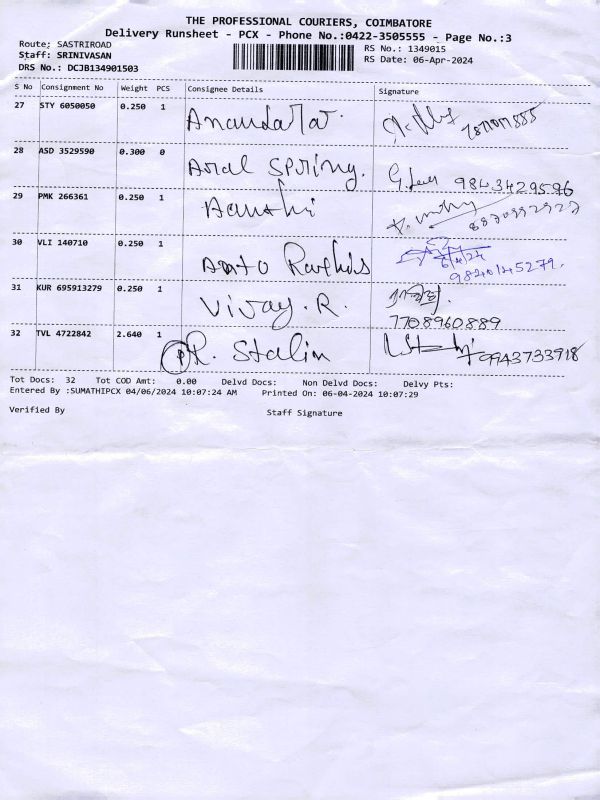 THE PROFESSIONAL COURIERS, COIMBATORE
Delivery Runsheet - PCX - Phone No.:0422-3505555 - Page No.:3
Route; SASTRIROAD
Staff: SRINIVASAN
DRS No.: DCJB134901503
RS No.: 1349015
RS Date: 06-Apr-2024
S No Consignment No Weight PCS Consignee Details Signature
27 STY 6050050 0.250 1
28 ASD 3529590 0.300 0 Aral Spring. 9843429596
29 PMK 266361 0.250 1
30 VLI 140710 0.250 1 6/4/24
9840145279.
31 KUR 695913279 0.250 1 Vijay. R.
7708960889
32 TVL 4722842 2.640 1 R. Stalin 9943733918
Tot Docs: 32 Tot COD Amt: 0.00 Delvd Docs: Non Delvd Docs: Delvy Pts:
Entered By :SUMATHIPCX 04/06/2024 10:07:24 AM Printed On: 06-04-2024 10:07:29
Verified By Staff Signature